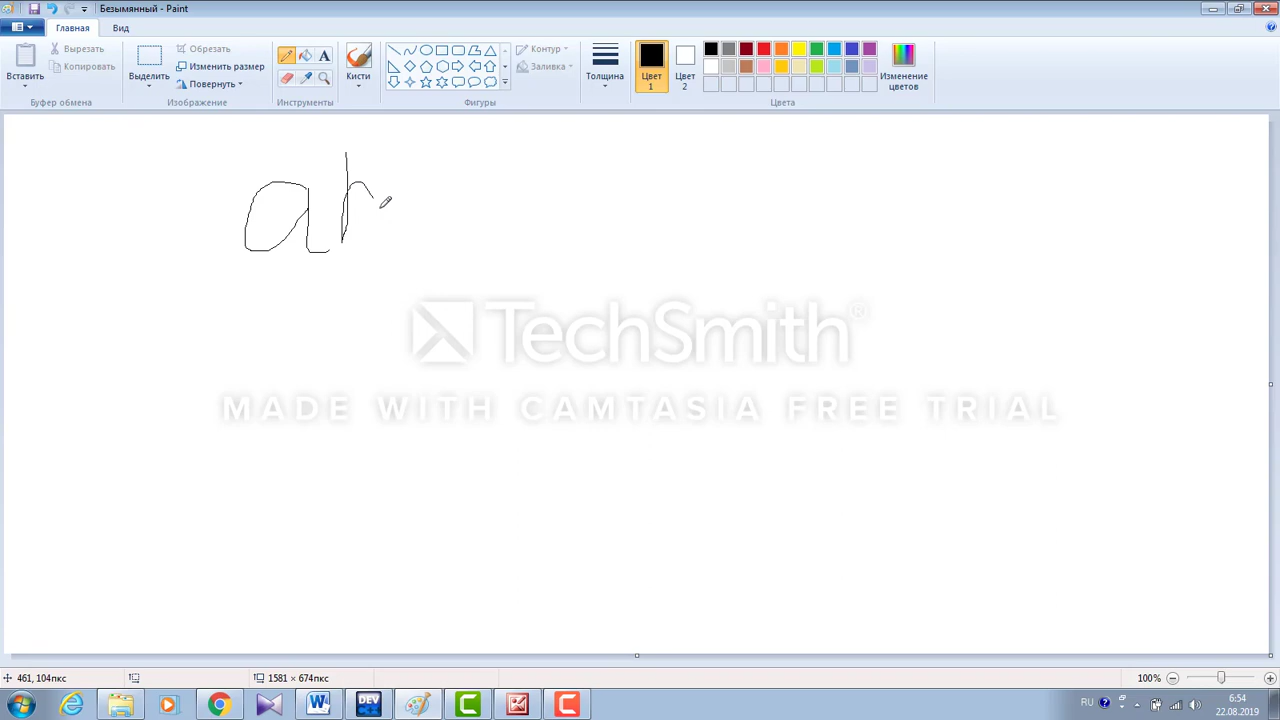 Безымянный - Paint
Главная
Вид
Вставить
Вырезать
Копировать
Буфер обмена
Выделить
Обрезать
Изменить размер
Повернуть
Изображение
A
Инструменты
Кисти
Фигуры
Контур
Заливка
Толщина
Цвет 1
Цвет 2
Изменение цветов
Цвета
TechSmith®
MADE WITH CAMTASIA FREE TRIAL
461, 104пкс
1581 × 674пкс
100%
W
DEV
C
C
RU
6:54
22.08.2019